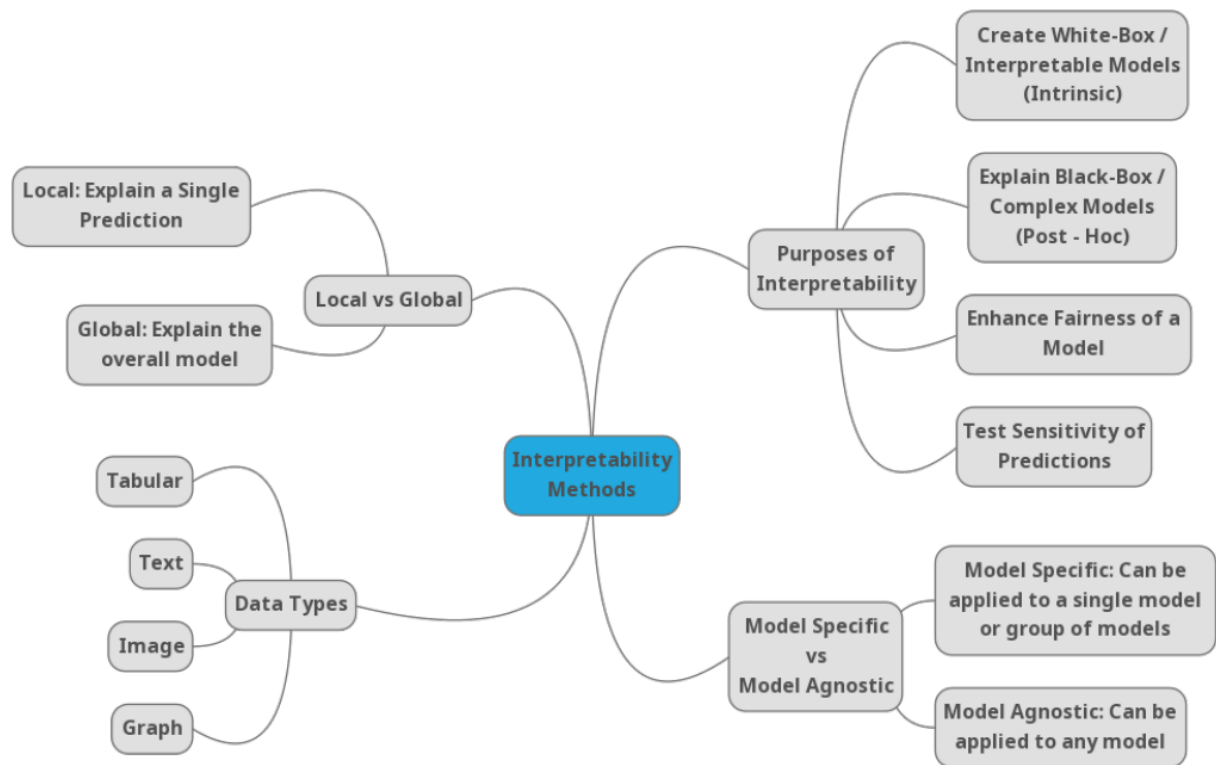 Interpretability
Methods
Local vs Global
Local: Explain a Single
Prediction
Global: Explain the
overall model
Data Types
Tabular
Text
Image
Graph
Purposes of
Interpretability
Create White-Box /
Interpretable Models
(Intrinsic)
Explain Black-Box /
Complex Models
(Post - Hoc)
Enhance Fairness of a
Model
Test Sensitivity of
Predictions
Model Specific
vs
Model Agnostic
Model Specific: Can be
applied to a single model
or group of models
Model Agnostic: Can be
applied to any model